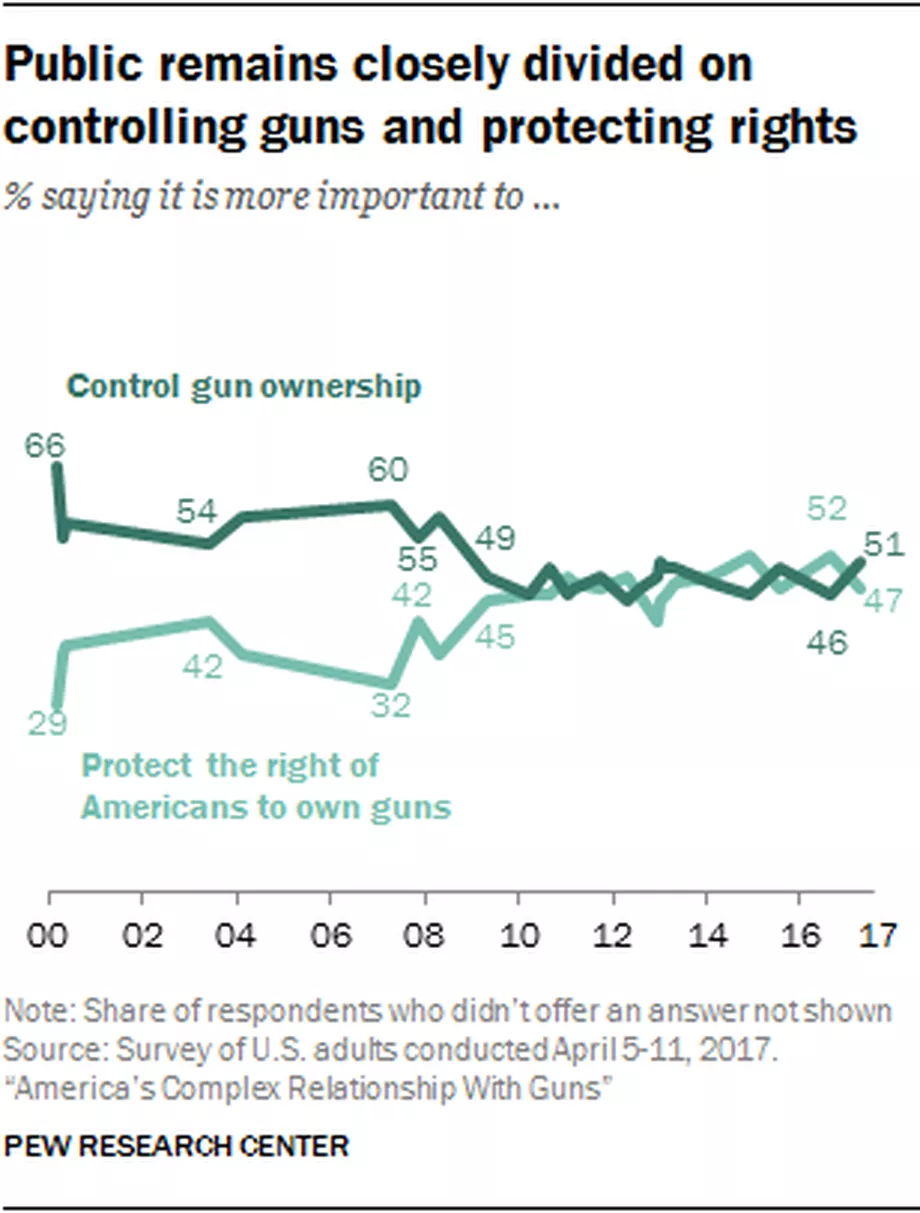 Public remains closely divided on
controlling guns and protecting rights
% saying it is more important to ...
Control gun ownership
66
54
60
55
49
52
51
42
47
45
46
42
32
29
Protect the right of
Americans to own guns
00 02 04 06 08 10 12 14 16 17
Note: Share of respondents who didn't offer an answer not shown
Source: Survey of U.S. adults conducted April 5-11, 2017.
“America's Complex Relationship With Guns”
PEW RESEARCH CENTER